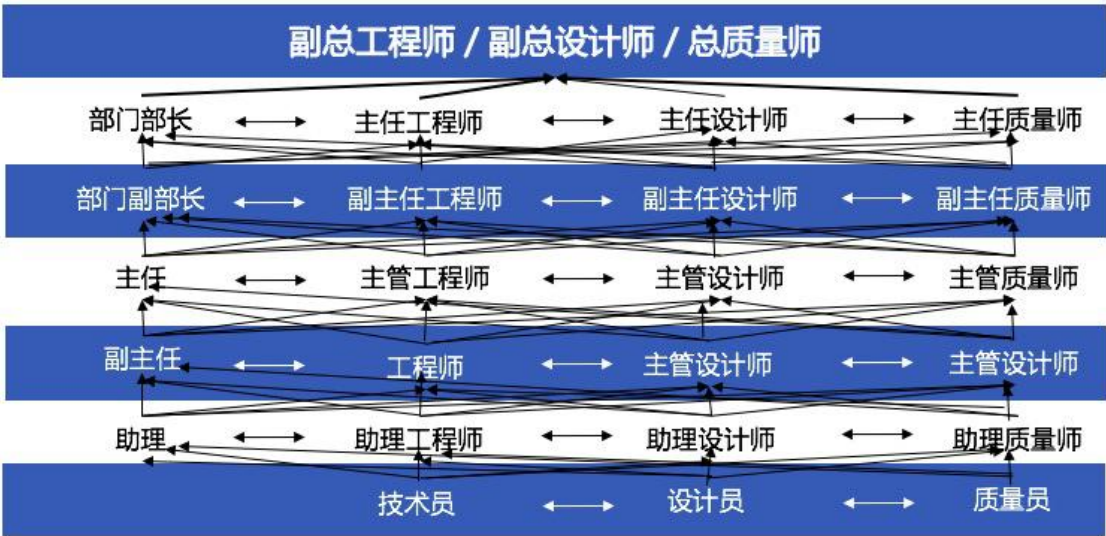 副总工程师 / 副总设计师 / 总质量师
部门部长 主任工程师 主任设计师 主任质量师
部门副部长 副主任工程师 副主任设计师 副主任质量师
主任 主管工程师 主管设计师 主管质量师
副主任 工程师 主管设计师 主管设计师
助理 助理工程师 助理设计师 助理质量师
技术员 设计员 质量员